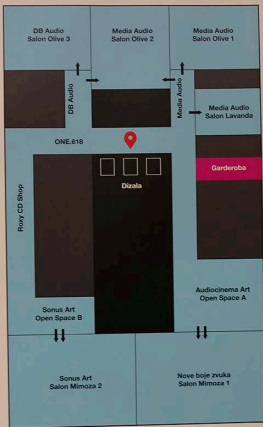 DB Audio
Salon Olive 3
Media Audio
Salon Olive 2
Media Audio
Salon Olive 1
DB Audio
Media Audio
Media Audio
Salon Lavanda
ONE.618
Garderoba
Dizala
Roxy CD Shop
Audiocinema Art
Open Space A
Sonus Art
Open Space B
Sonus Art
Salon Mimoza 2
Nove boje zvuka
Salon Mimoza 1